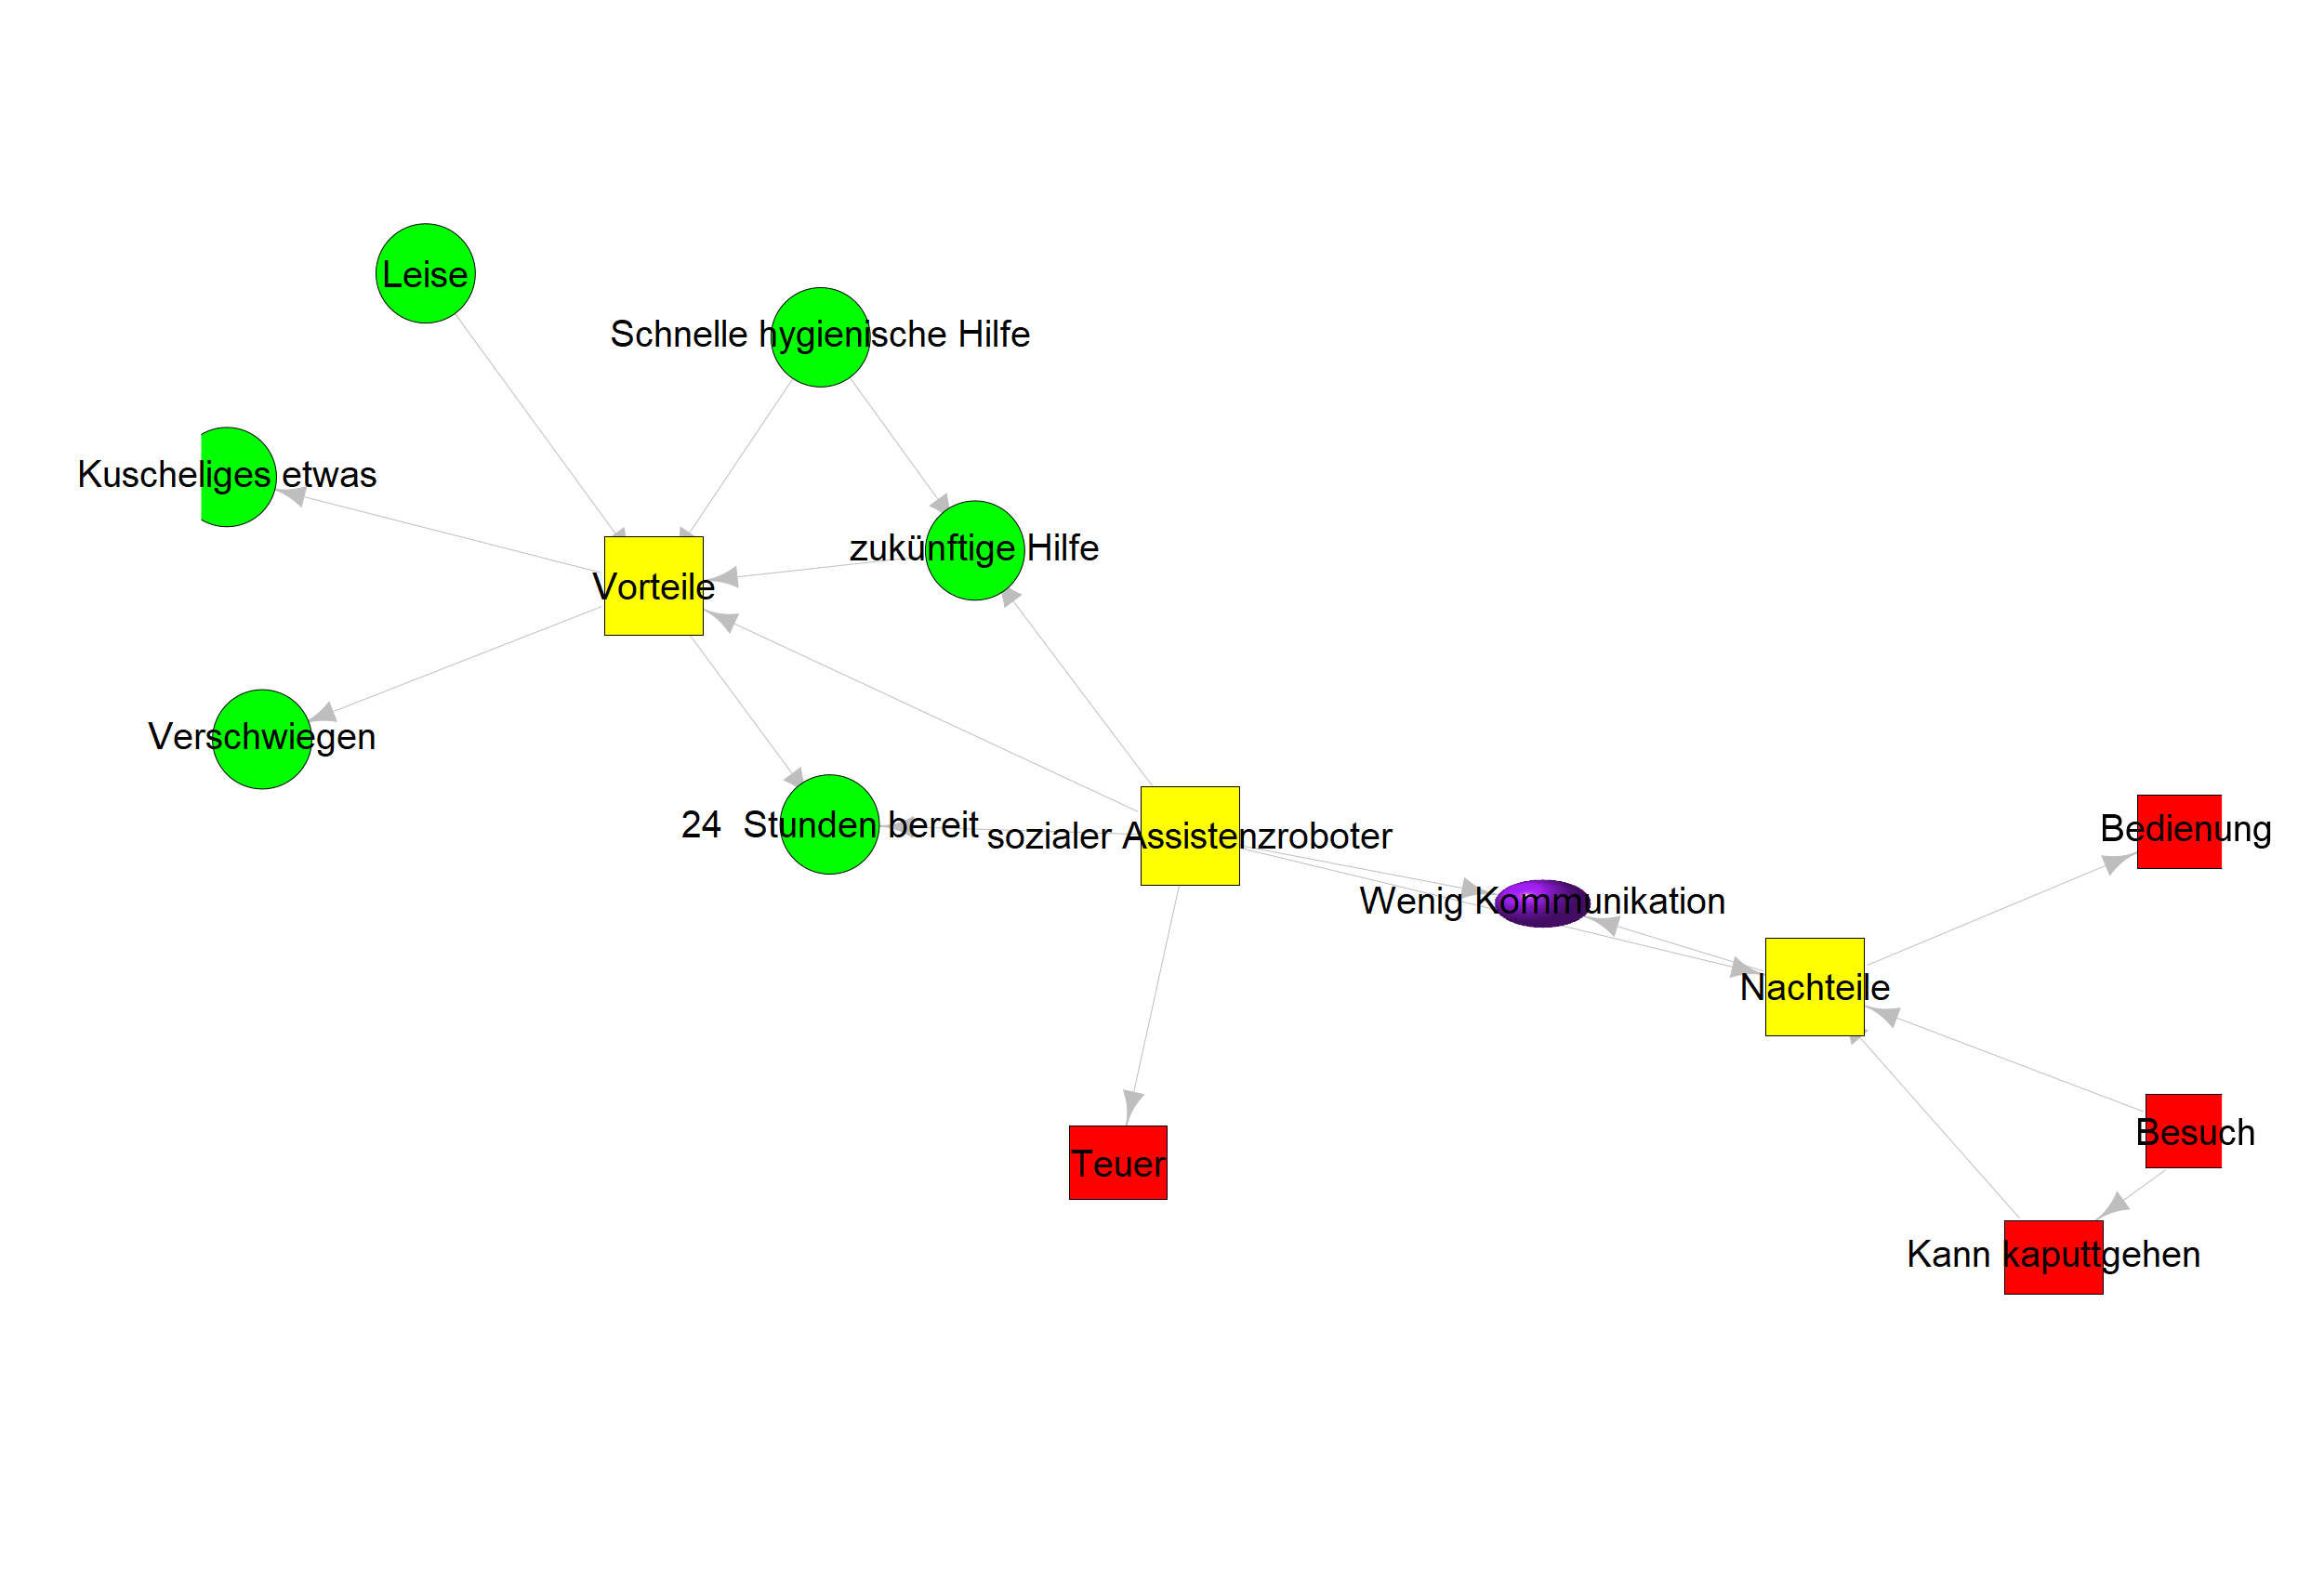 Leise
Schnelle hygienische Hilfe
Kuscheliges etwas
zukünftige Hilfe
Vorteile
Verschwiegen
24  Stunden bereit
sozialer Assistenzroboter
Bedienung
Wenig Kommunikation
Nachteile
Besuch
Teuer
Kann kaputtgehen